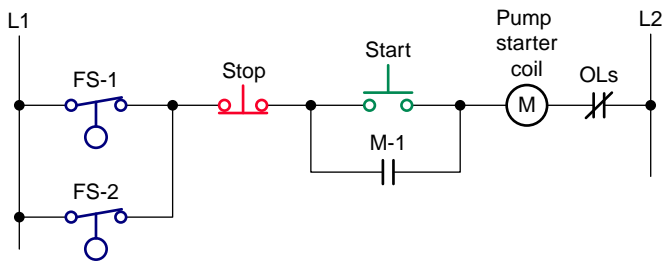 L1
L2
Pump
starter
coil
Start
Stop
FS-1
OLs
M
M-1
FS-2